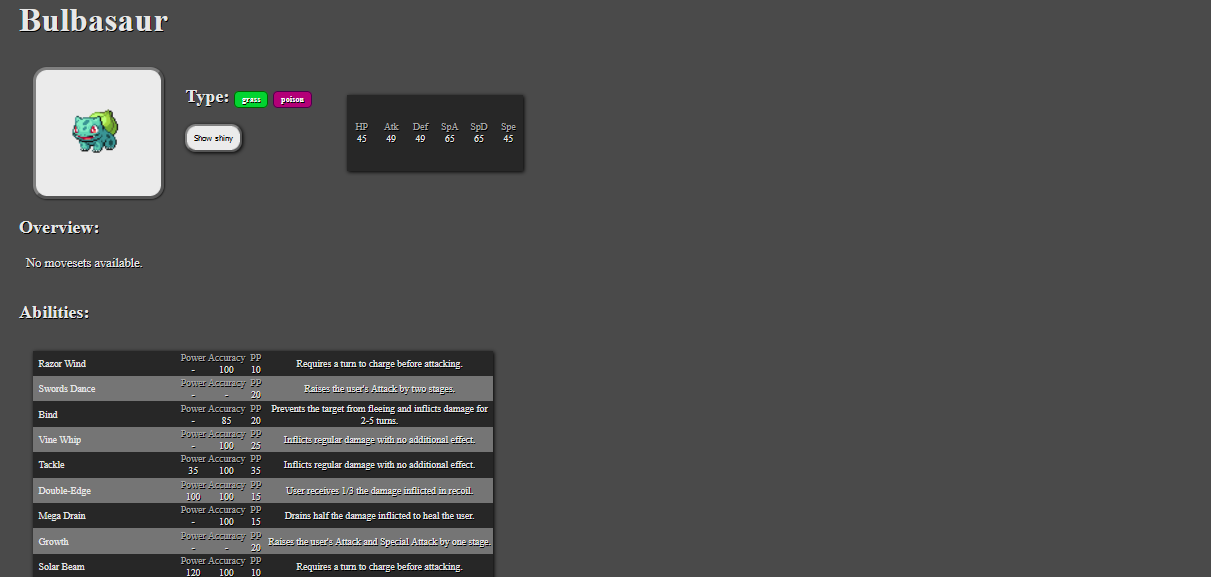 Bulbasaur
Type: grass poison
Show shiny
HP Atk Def SpA SpD Spe
45 49 49 65 65 45
Overview:
No movesets available.
Abilities:
Razor Wind Power Accuracy PP Requires a turn to charge before attacking.
- 100 10
Swords Dance Power Accuracy PP Raises the user's Attack by two stages.
- - 20
Bind Power Accuracy PP Prevents the target from fleeing and inflicts damage for
- 85 20 2-5 turns.
Vine Whip Power Accuracy PP Inflicts regular damage with no additional effect.
- 100 25
Tackle Power Accuracy PP Inflicts regular damage with no additional effect.
35 100 35
Double-Edge Power Accuracy PP User receives 1/3 the damage inflicted in recoil.
100 100 15
Mega Drain Power Accuracy PP Drains half the damage inflicted to heal the user.
- 100 15
Growth Power Accuracy PP Raises the user's Attack and Special Attack by one stage.
- - 20
Solar Beam Power Accuracy PP Requires a turn to charge before attacking.
120 100 10